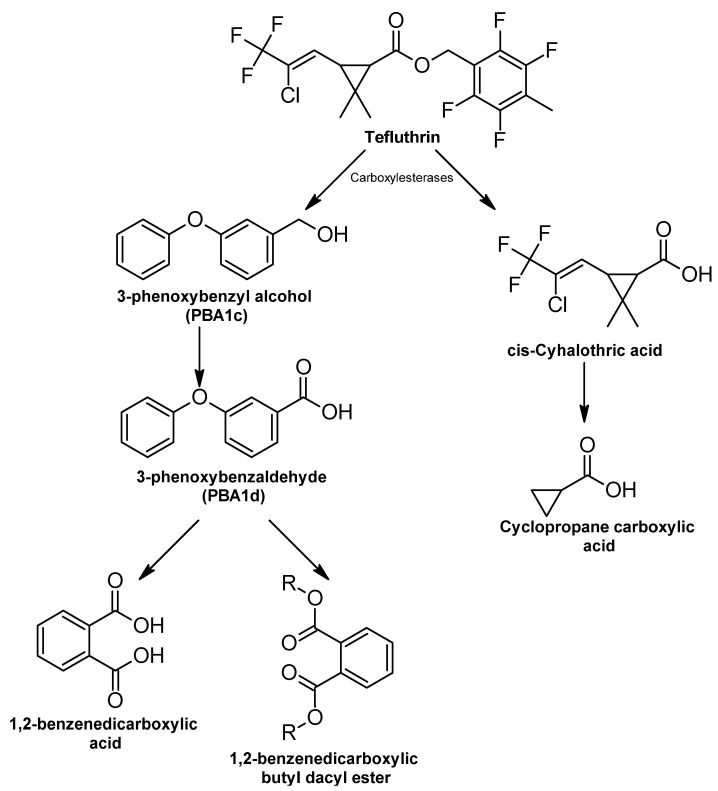 O
F
F
F
F
F
O
Cl
F
F
Tefluthrin
Carboxylesterases
O
OH
3-phenoxybenzyl alcohol
(PBA1c)
F
F
F
O
OH
Cl
cis-Cyhalothric acid
O
O
OH
3-phenoxybenzaldehyde
(PBA1d)
O
OH
Cyclopropane carboxylic
acid
O
OH
OH
O
1,2-benzenedicarboxylic
acid
R
O
O
O
O
R
1,2-benzenedicarboxylic
butyl dacyl ester